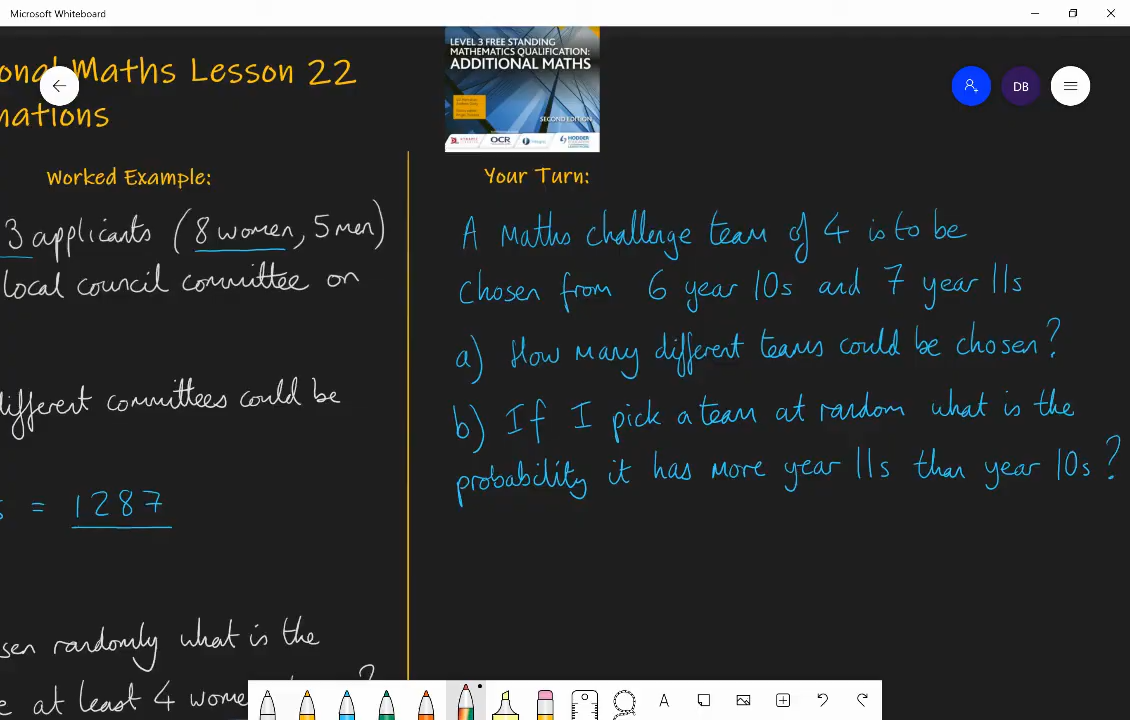 Microsoft Whiteboard
onal Maths Lesson 22
nations
LEVEL 3 FREE STANDING
MATHEMATICS QUALIFICATION:
ADDITIONAL MATHS
SECOND EDITION
OCR
HODDER
DB
Worked Example:
3 applicants (8 women, 5 men)
local council committee on
different committees could be
s = 1287
sen randomly what is the
e at least 4 wome
?
Your Turn:
A Maths challenge team of 4 is to be
chosen from 6 year 10s and 7 year 11s
a) How many different teams could be chosen?
b) If I pick a team at random what is the
probability it has more year 11s than year 10s?
A